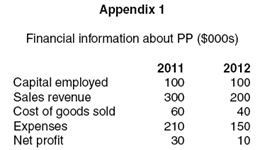 Appendix 1
Financial information about PP ($000s)
2011 2012
Capital employed 100 100
Sales revenue 300 200
Cost of goods sold 60 40
Expenses 210 150
Net profit 30 10